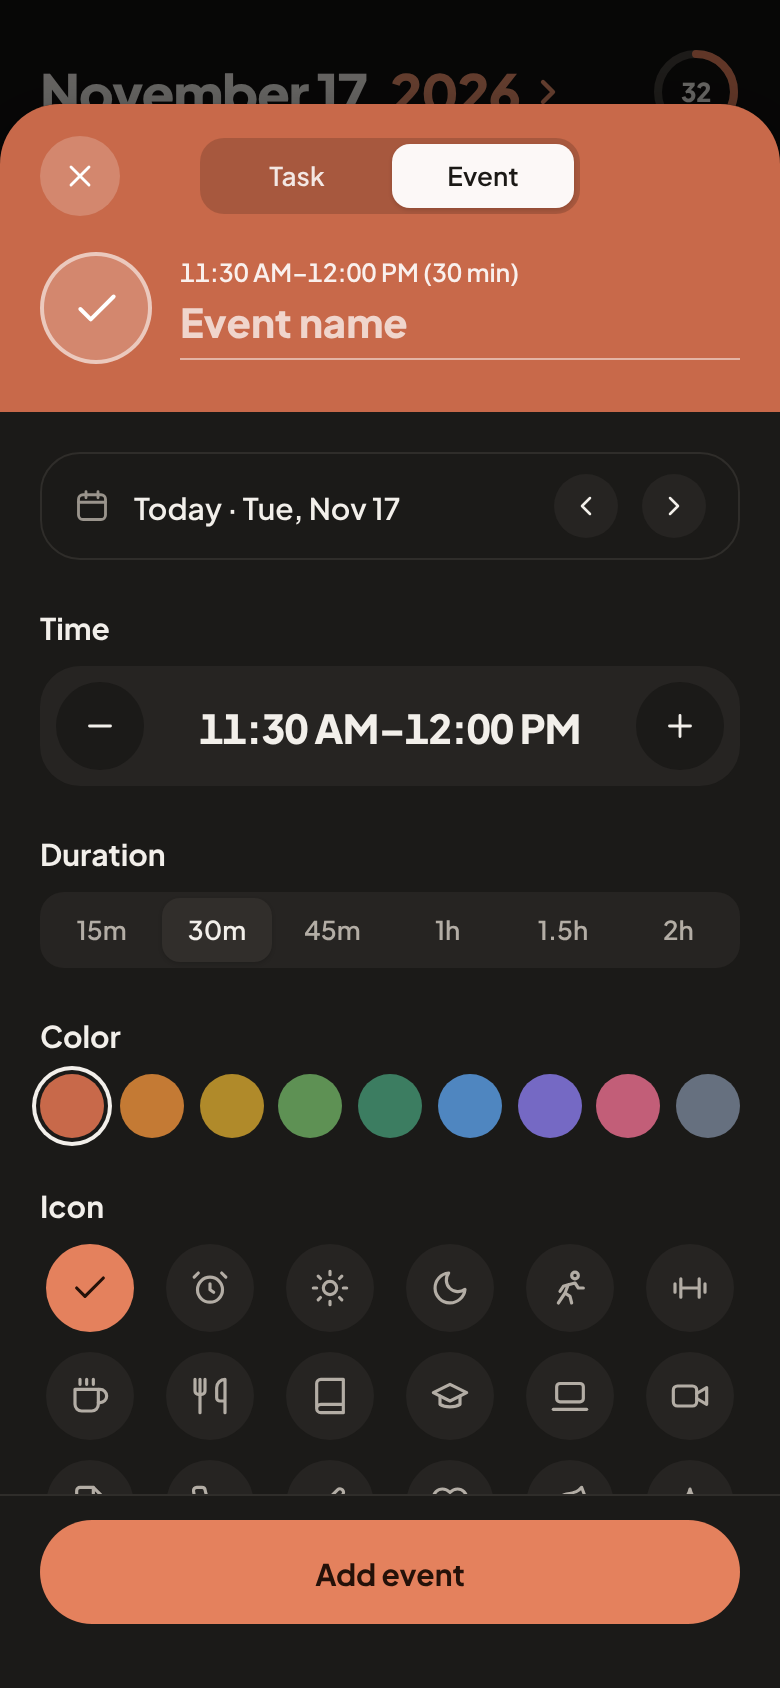 November 17 2026
32
Task
Event
11:30 AM–12:00 PM (30 min)
Event name
Today · Tue, Nov 17
Time
11:30 AM–12:00 PM
Duration
15m 30m 45m 1h 1.5h 2h
Color
Icon
Add event